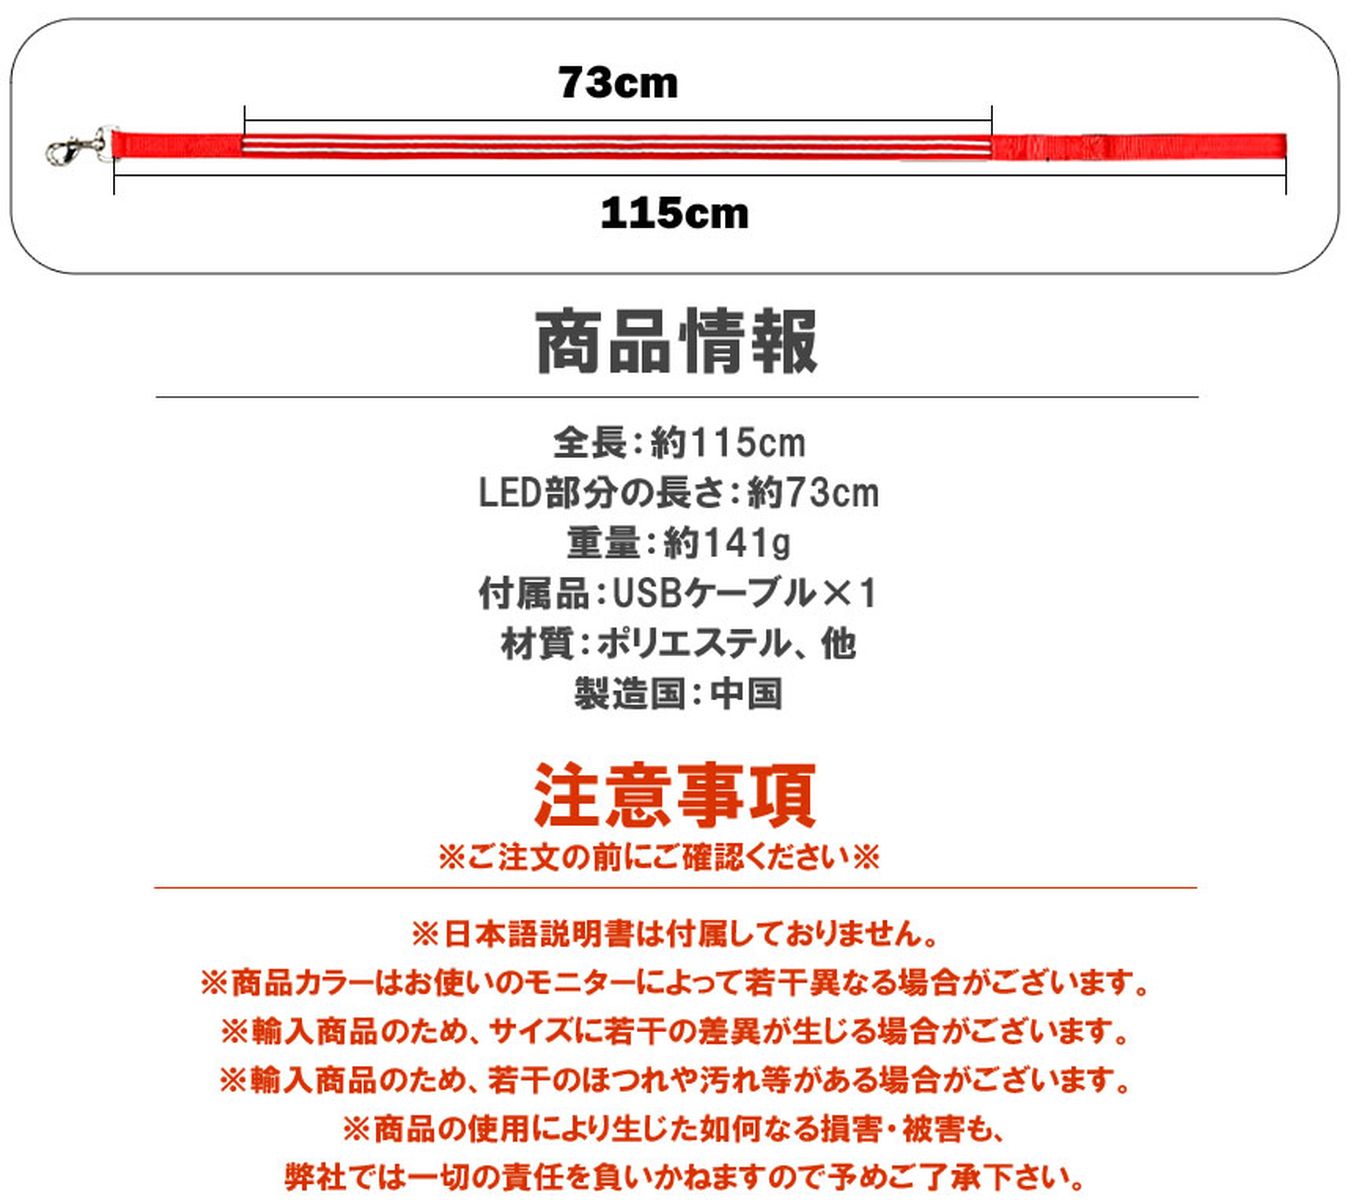 73cm
115cm
商品情報
全長：約115cm
LED部分の長さ：約73cm
重量：約141g
付属品：USBケーブル×1
材質：ポリエステル、他
製造国：中国
注意事項
※ご注文の前にご確認ください※
※日本語説明書は付属しておりません。
※商品カラーはお使いのモニターによって若干異なる場合がございます。
※輸入商品のため、サイズに若干の差異が生じる場合がございます。
※輸入商品のため、若干のほつれや汚れ等がある場合がございます。
※商品の使用により生じた如何なる損害・被害も、
弊社では一切の責任を負いかねますので予めご了承下さい。